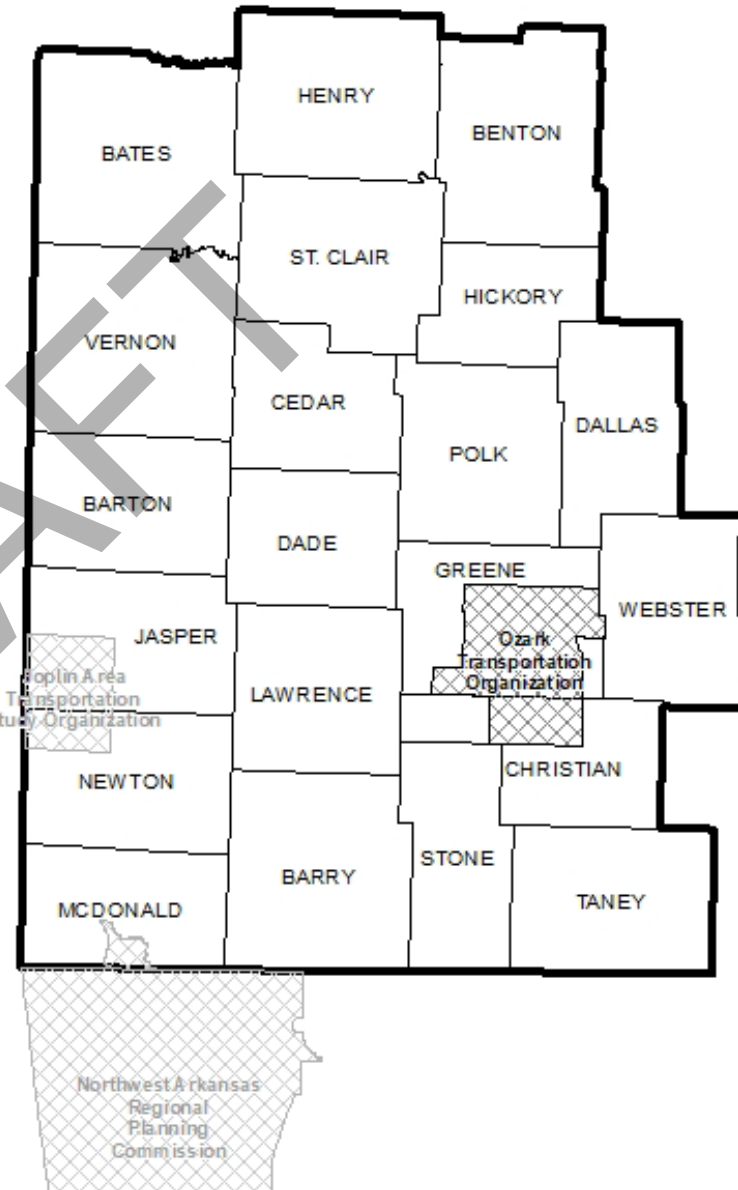 HENRY
BENTON
BATES
ST. CLAIR
HICKORY
VERNON
CEDAR
DALLAS
POLK
BARTON
DADE
GREENE
WEBSTER
JASPER
Ozark
Transportation
Organization
Joplin Area
Transportation
Study Organization
LAWRENCE
NEWTON
CHRISTIAN
STONE
BARRY
TANEY
MCDONALD
Northwest Arkansas
Regional
Planning
Commission
AFT